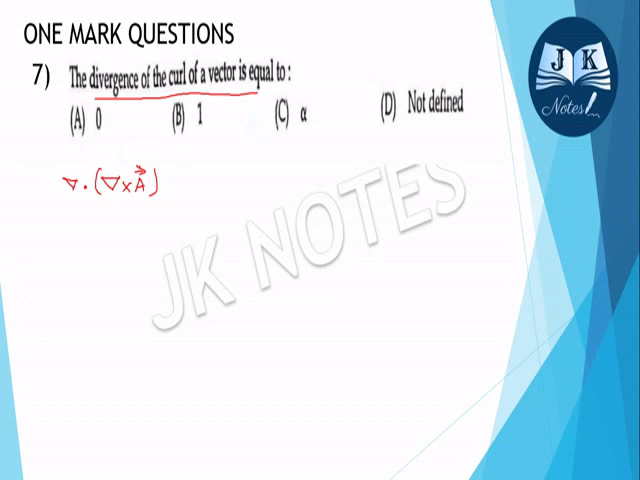 ONE MARK QUESTIONS
J K
Notes
7) The divergence of the curl of a vector is equal to :
(A) 0 (B) 1 (C) α (D) Not defined
∇ · (∇ × A⃗)
JK NOTES